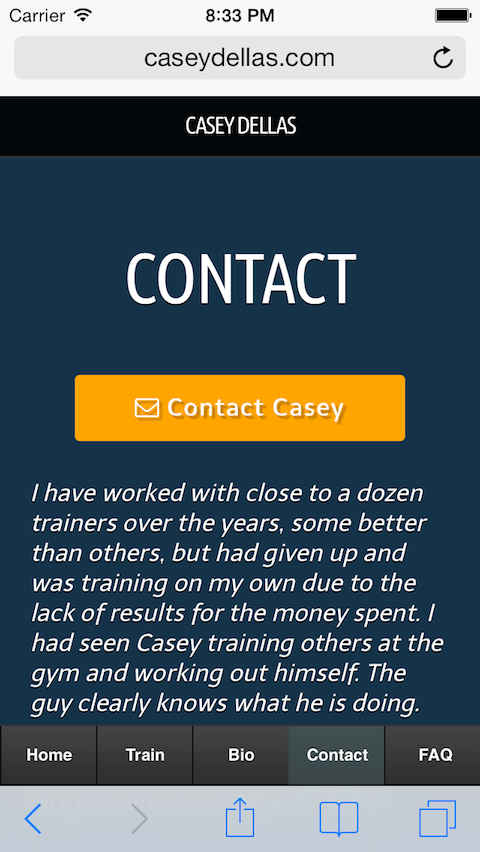 Carrier 8:33 PM
caseydellas.com
CASEY DELLAS
CONTACT
Contact Casey
I have worked with close to a dozen
trainers over the years, some better
than others, but had given up and
was training on my own due to the
lack of results for the money spent. I
had seen Casey training others at the
gym and working out himself. The
guy clearly knows what he is doing.
Home Train Bio Contact FAQ